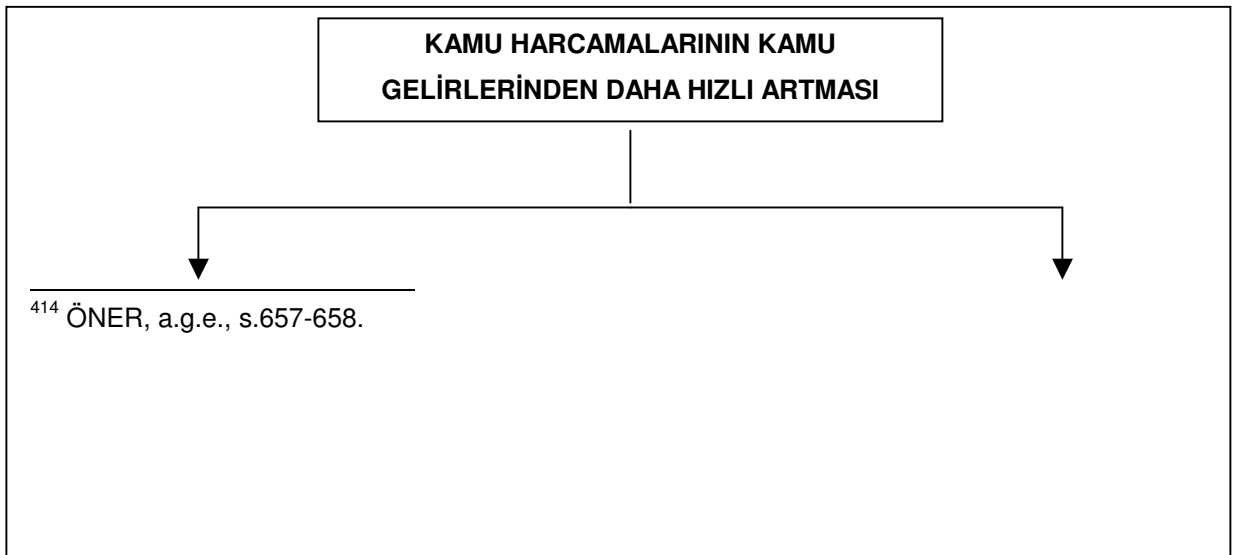 KAMU HARCAMALARININ KAMU
GELİRLERİNDEN DAHA HIZLI ARTMASI
414 ÖNER, a.g.e., s.657-658.